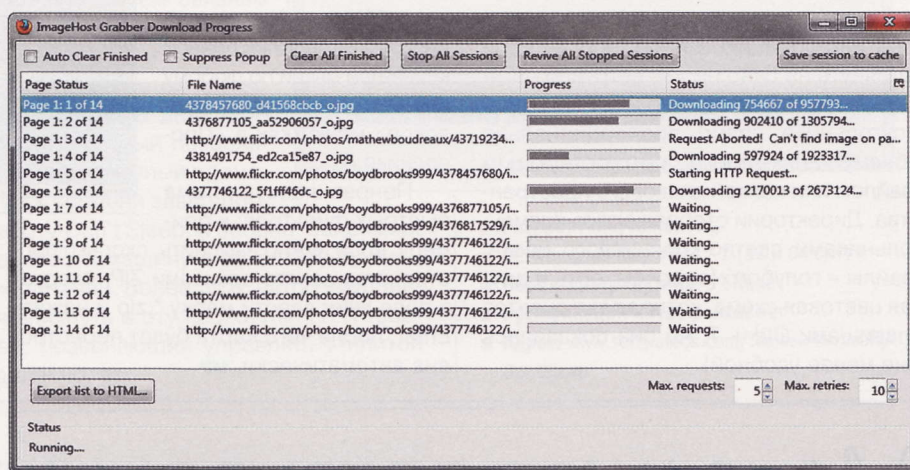 ImageHost Grabber Download Progress
Auto Clear Finished Suppress Popup Clear All Finished Stop All Sessions Revive All Stopped Sessions Save session to cache
Page Status File Name Progress Status
Page 1: 1 of 14 4378457680_d41568cbcb_o.jpg Downloading 754667 of 957793...
Page 1: 2 of 14 4376877105_aa52906057_o.jpg Downloading 902410 of 1305794...
Page 1: 3 of 14 http://www.flickr.com/photos/mathewboudreaux/43719234... Request Aborted! Can't find image on pa...
Page 1: 4 of 14 4381491754_ed2ca15e87_o.jpg Downloading 597924 of 1923317...
Page 1: 5 of 14 http://www.flickr.com/photos/boydbrooks999/4378457680/i... Starting HTTP Request...
Page 1: 6 of 14 4377746122_5f1fff46dc_o.jpg Downloading 2170013 of 2673124...
Page 1: 7 of 14 http://www.flickr.com/photos/boydbrooks999/4376877105/i... Waiting...
Page 1: 8 of 14 http://www.flickr.com/photos/boydbrooks999/4376817529/i... Waiting...
Page 1: 9 of 14 http://www.flickr.com/photos/boydbrooks999/4377746122/i... Waiting...
Page 1: 10 of 14 http://www.flickr.com/photos/boydbrooks999/4377746122/i... Waiting...
Page 1: 11 of 14 http://www.flickr.com/photos/boydbrooks999/4377746122/i... Waiting...
Page 1: 12 of 14 http://www.flickr.com/photos/boydbrooks999/4377746122/i... Waiting...
Page 1: 13 of 14 http://www.flickr.com/photos/boydbrooks999/4377746122/i... Waiting...
Page 1: 14 of 14 http://www.flickr.com/photos/boydbrooks999/4377746122/i... Waiting...
Export list to HTML... Max. requests: 5 Max. retries: 10
Status
Running....